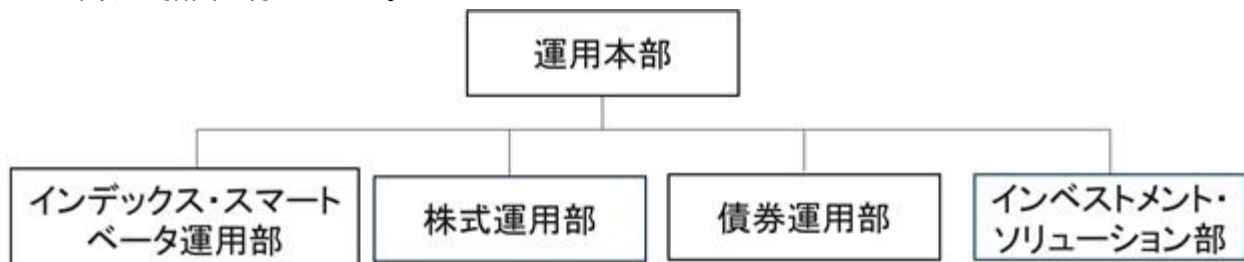 運用本部
インデックス・スマート
ベータ運用部
株式運用部
債券運用部
インベストメント・
ソリューション部